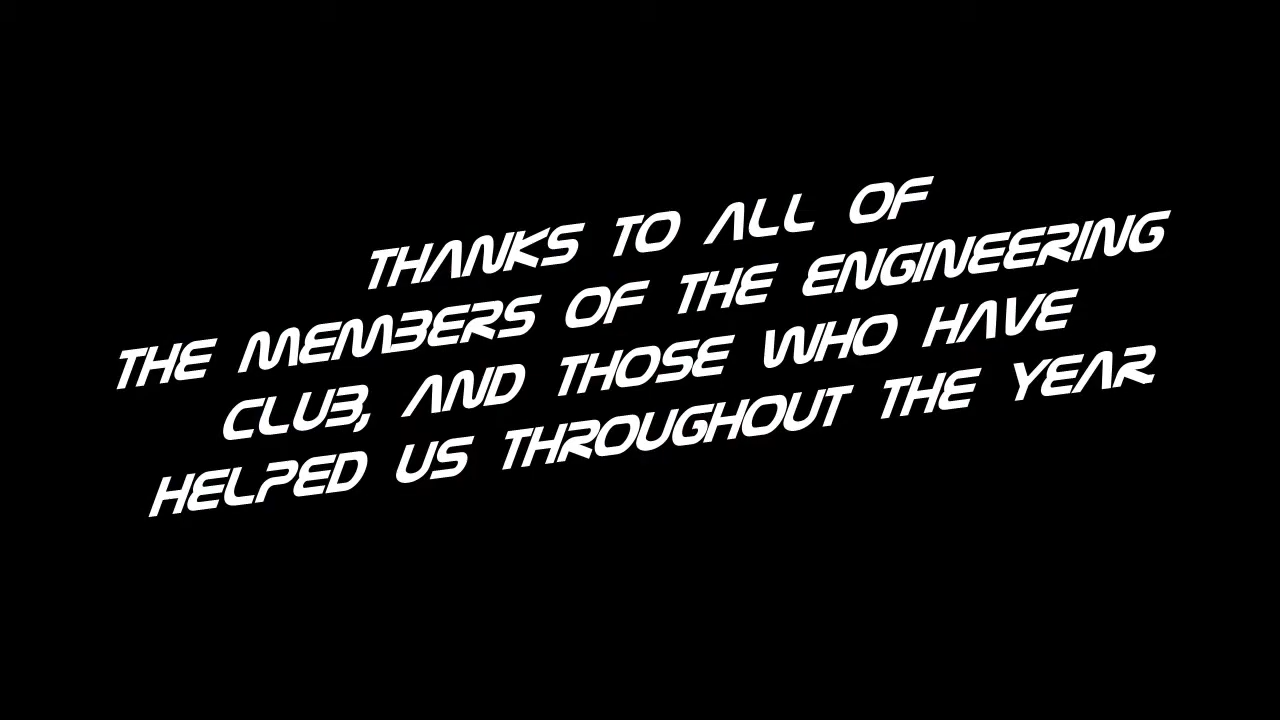 THANKS TO ALL OF
THE MEMBERS OF THE ENGINEERING
CLUB, AND THOSE WHO HAVE
HELPED US THROUGHOUT THE YEAR